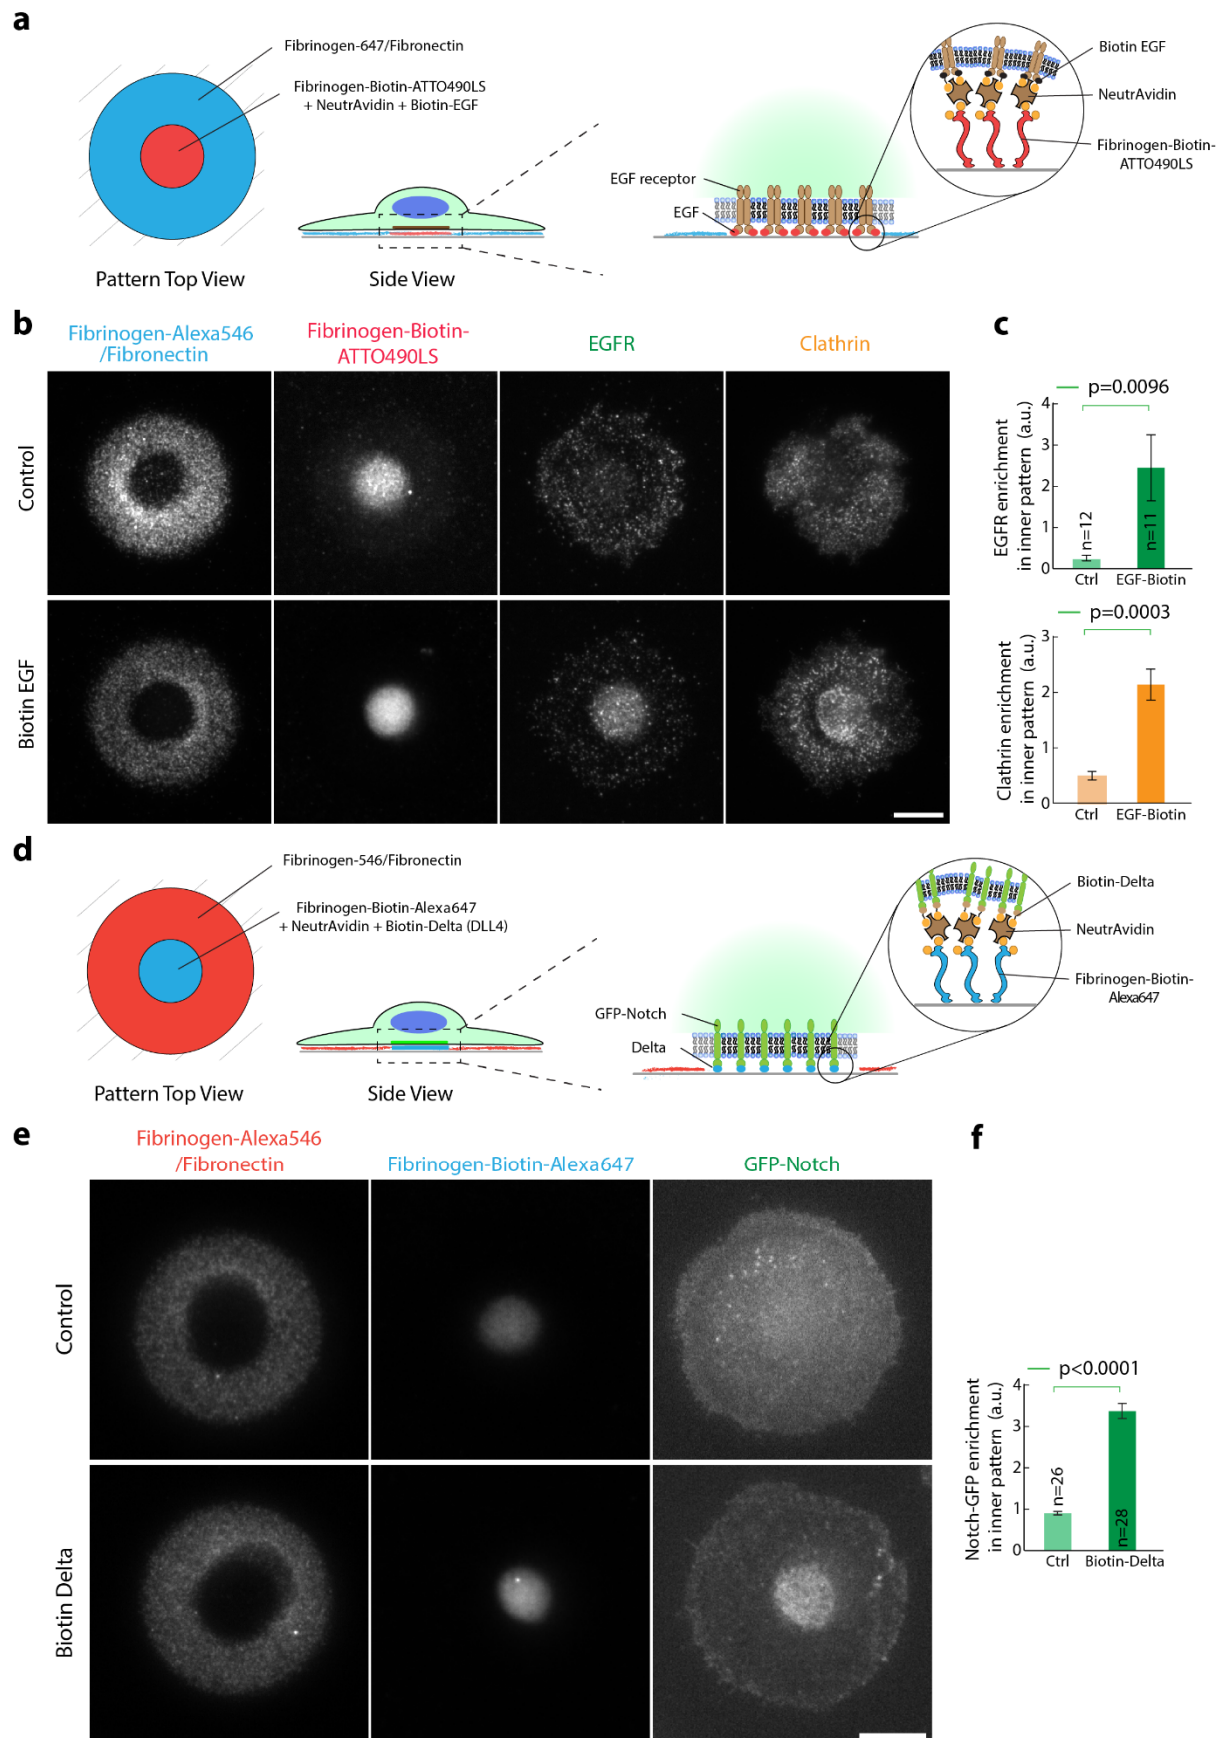 a
Fibrinogen-647/Fibronectin
Fibrinogen-Biotin-ATTO490LS
+ NeutrAvidin + Biotin-EGF
Pattern Top View
Side View
EGF receptor
EGF
Biotin EGF
NeutrAvidin
Fibrinogen-Biotin-
ATTO490LS
b
Fibrinogen-Alexa546
/Fibronectin
Fibrinogen-Biotin-
ATTO490LS
EGFR
Clathrin
Control
Biotin EGF
c
p=0.0096
EGFR enrichment
in inner pattern (a.u.)
4
3
2
1
0
n=12
n=11
Ctrl
EGF-Biotin
p=0.0003
Clathrin enrichment
in inner pattern (a.u.)
3
2
1
0
Ctrl
EGF-Biotin
d
Fibrinogen-546/Fibronectin
Fibrinogen-Biotin-Alexa647
+ NeutrAvidin + Biotin-Delta (DLL4)
Pattern Top View
Side View
GFP-Notch
Delta
Biotin-Delta
NeutrAvidin
Fibrinogen-Biotin-
Alexa647
e
Fibrinogen-Alexa546
/Fibronectin
Fibrinogen-Biotin-Alexa647
GFP-Notch
Control
Biotin Delta
f
p<0.0001
Notch-GFP enrichment
in inner pattern (a.u.)
4
3
2
1
0
n=26
n=28
Ctrl
Biotin-Delta